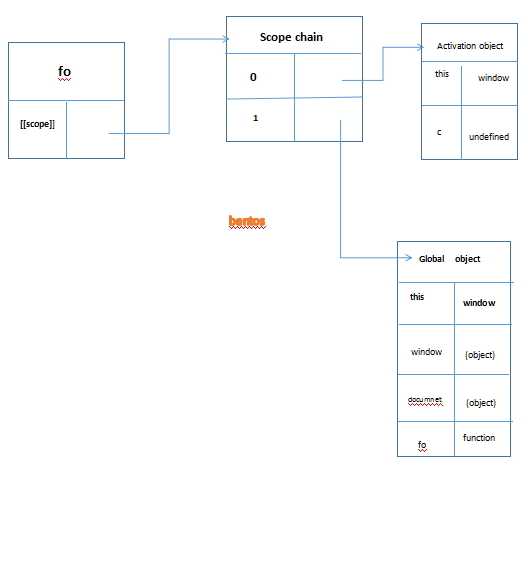 fo
[[scope]]
Scope chain
0
1
Activation object
this window
c undefined
bentos
Global object
this window
window (object)
documnet (object)
fo function